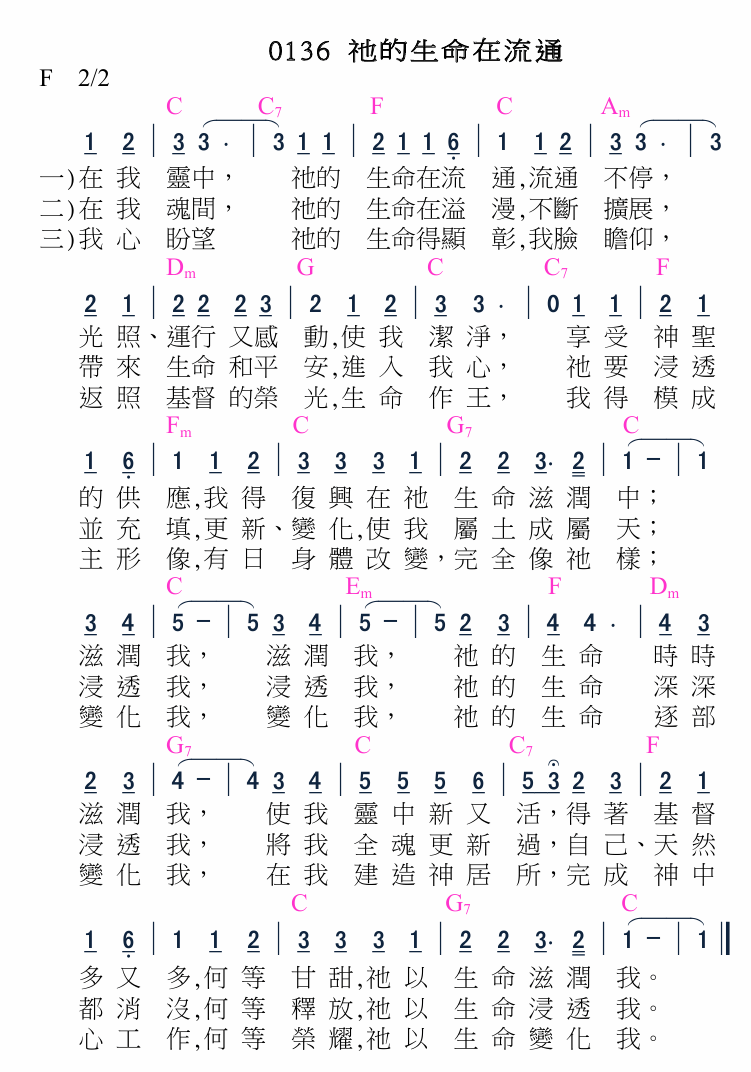 0136 祂的生命在流通
F 2/2
C C7 F C Am
1 2 | 3 3 . | 3 1 1 | 2 1 1 6 | 1 1 2 | 3 3 . | 3
一)在我 靈中， 祂的 生命在流 通,流通 不停，
二)在我 魂間， 祂的 生命在溢 漫,不斷 擴展，
三)我心 盼望 祂的 生命得顯 彰,我臉 瞻仰，
Dm G C C7 F
2 1 | 2 2 2 3 | 2 1 2 | 3 3 . | 0 1 1 | 2 1
光照、運行又感 動,使我 潔淨， 享受 神聖
帶來 生命和平 安,進入 我心， 祂要 浸透
返照 基督的榮 光,生命 作王， 我得 模成
Fm C G7 C
1 6 | 1 1 2 | 3 3 3 1 | 2 2 3. 2 | 1 - | 1
的供 應,我得 復興在祂 生命滋潤 中；
並充 填,更新、變化,使我 屬土成屬 天；
主形 像,有日 身體改變，完全像祂 樣；
C Em F Dm
3 4 | 5 - | 5 3 4 | 5 - | 5 2 3 | 4 4 . | 4 3
滋潤 我， 滋潤 我， 祂的 生命 時時
浸透 我， 浸透 我， 祂的 生命 深深
變化 我， 變化 我， 祂的 生命 逐部
G7 C C7 F
2 3 | 4 - | 4 3 4 | 5 5 5 6 | 5 3 2 3 | 2 1
滋潤 我， 使我 靈中新又 活，得著 基督
浸透 我， 將我 全魂更新 過，自己、天然
變化 我， 在我 建造神居 所，完成 神中
C G7 C
1 6 | 1 1 2 | 3 3 3 1 | 2 2 3. 2 | 1 - | 1
多又 多,何等 甘甜,祂以 生命滋潤 我。
都消 沒,何等 釋放,祂以 生命浸透 我。
心工 作,何等 榮耀,祂以 生命變化 我。